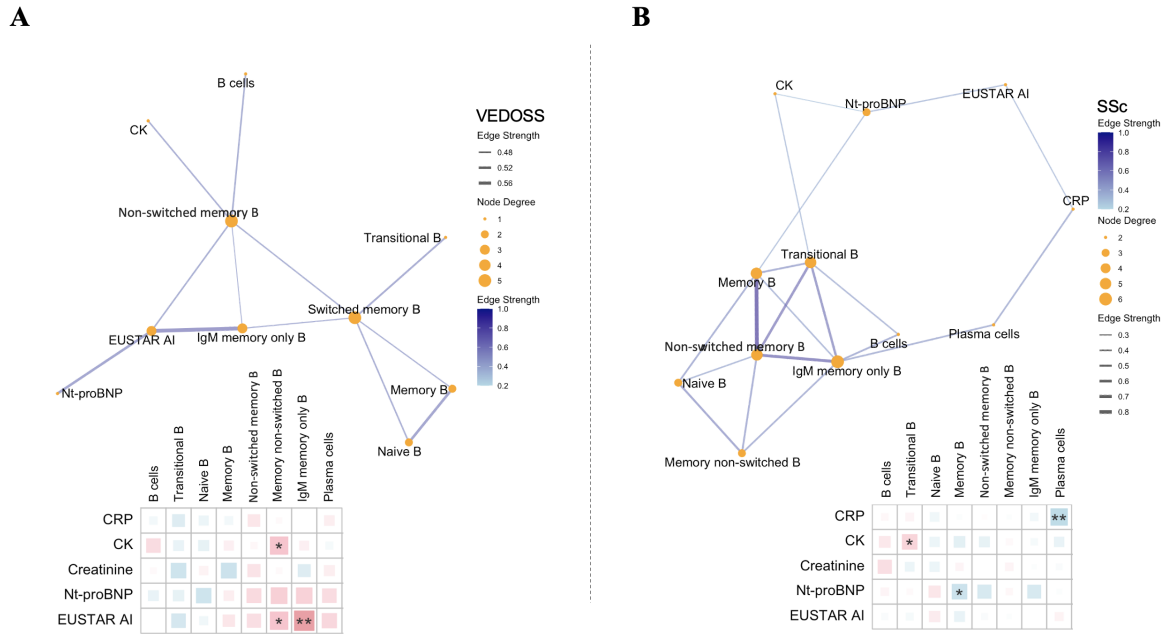 A
B cells
CK
Non-switched memory B
Transitional B
Switched memory B
EUSTAR AI
IgM memory only B
Nt-proBNP
Memory B
Naive B
VEDOSS
Edge Strength
0.48
0.52
0.56
Node Degree
1
2
3
4
5
Edge Strength
1.0
0.8
0.6
0.4
0.2
B cells
Transitional B
Naive B
Memory B
Non-switched memory B
Memory non-switched B
IgM memory only B
Plasma cells
CRP
CK *
Creatinine
Nt-proBNP
EUSTAR AI * **
B
CK
Nt-proBNP
EUSTAR AI
CRP
Transitional B
Memory B
Non-switched memory B
B cells
Plasma cells
IgM memory only B
Naive B
Memory non-switched B
SSc
Edge Strength
1.0
0.8
0.6
0.4
0.2
Node Degree
2
3
4
5
6
Edge Strength
0.3
0.4
0.5
0.6
0.7
0.8
B cells
Transitional B
Naive B
Memory B
Non-switched memory B
Memory non-switched B
IgM memory only B
Plasma cells
CRP **
CK *
Creatinine
Nt-proBNP *
EUSTAR AI